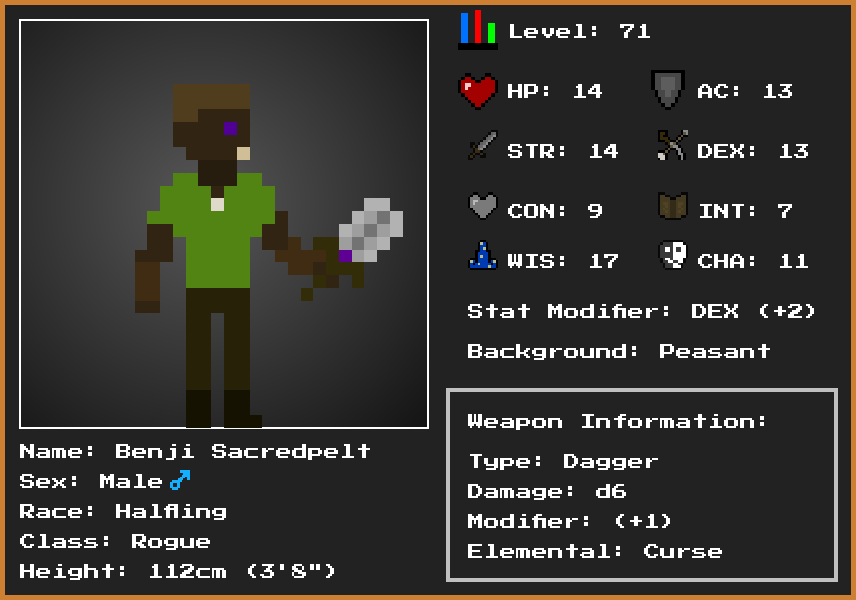 Level: 71
HP: 14
AC: 13
STR: 14
DEX: 13
CON: 9
INT: 7
WIS: 17
CHA: 11
Stat Modifier: DEX (+2)
Background: Peasant
Weapon Information:
Type: Dagger
Damage: d6
Modifier: (+1)
Elemental: Curse
Name: Benji Sacredpelt
Sex: Male ♂
Race: Halfling
Class: Rogue
Height: 112cm (3'8")